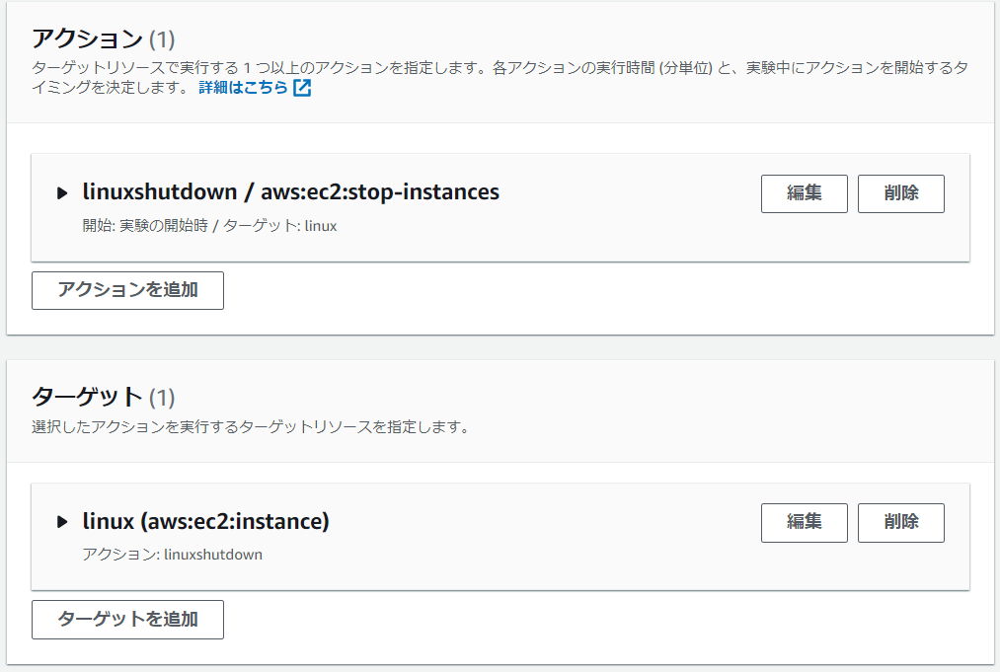 アクション (1)
ターゲットリソースで実行する 1 つ以上のアクションを指定します。各アクションの実行時間 (分単位) と、実験中にアクションを開始するタ
イミングを決定します。 詳細はこちら
linuxshutdown / aws:ec2:stop-instances
編集
削除
開始: 実験の開始時 / ターゲット: linux
アクションを追加
ターゲット (1)
選択したアクションを実行するターゲットリソースを指定します。
linux (aws:ec2:instance)
編集
削除
アクション: linuxshutdown
ターゲットを追加